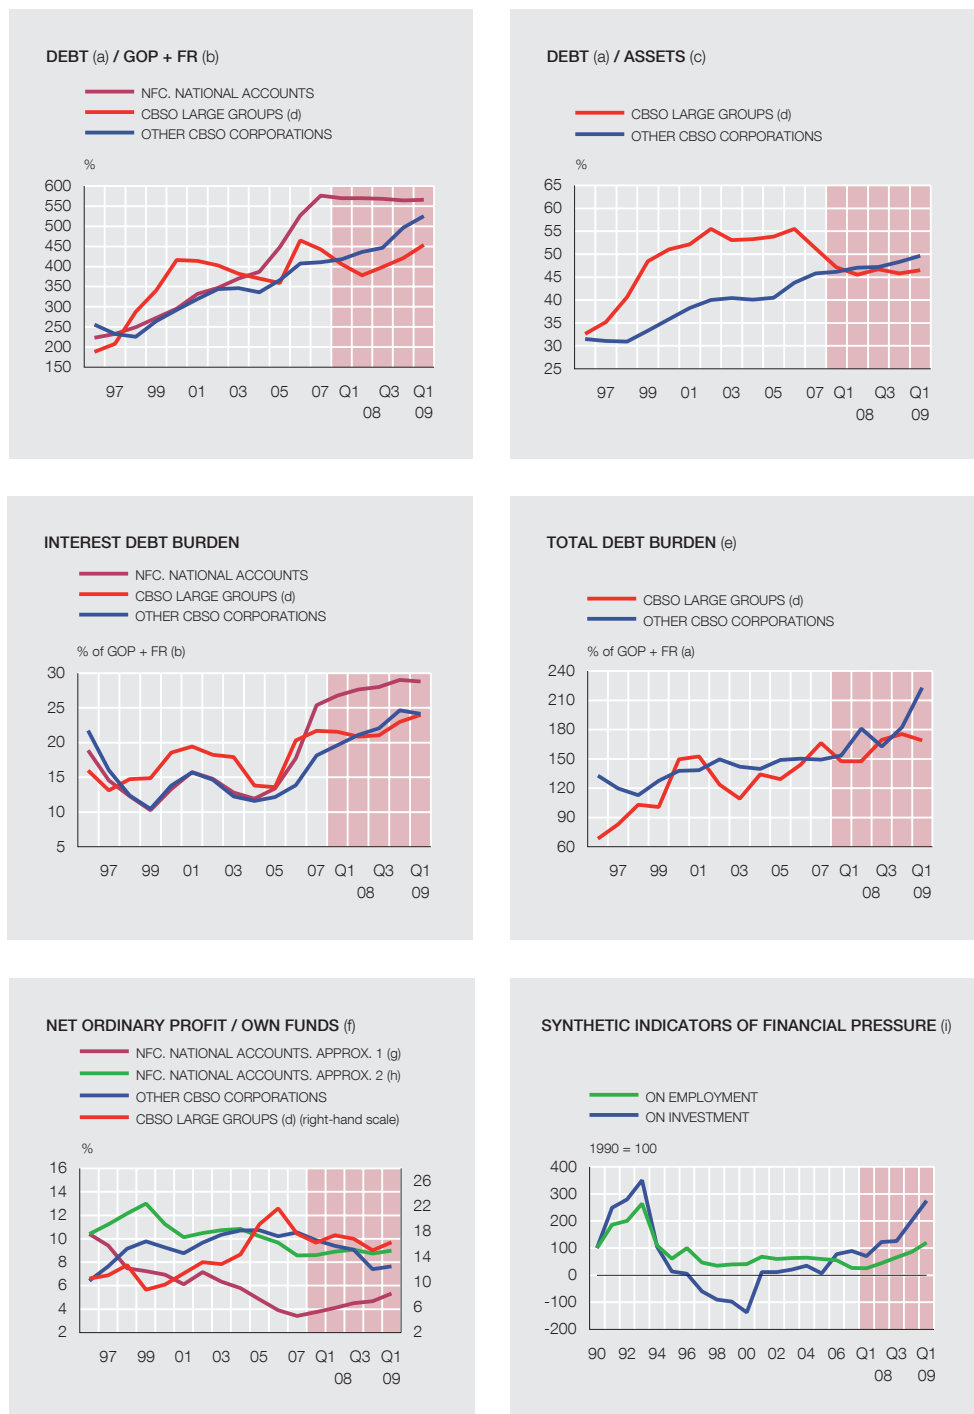 DEBT (a) / GOP + FR (b)
NFC. NATIONAL ACCOUNTS
CBSO LARGE GROUPS (d)
OTHER CBSO CORPORATIONS
%
600
550
500
450
400
350
300
250
200
150
97 99 01 03 05 07 Q1 Q3 Q1
08 09
DEBT (a) / ASSETS (c)
CBSO LARGE GROUPS (d)
OTHER CBSO CORPORATIONS
%
65
60
55
50
45
40
35
30
25
97 99 01 03 05 07 Q1 Q3 Q1
08 09
INTEREST DEBT BURDEN
NFC. NATIONAL ACCOUNTS
CBSO LARGE GROUPS (d)
OTHER CBSO CORPORATIONS
% of GOP + FR (b)
30
25
20
15
10
5
97 99 01 03 05 07 Q1 Q3 Q1
08 09
TOTAL DEBT BURDEN (e)
CBSO LARGE GROUPS (d)
OTHER CBSO CORPORATIONS
% of GOP + FR (a)
240
210
180
150
120
90
60
97 99 01 03 05 07 Q1 Q3 Q1
08 09
NET ORDINARY PROFIT / OWN FUNDS (f)
NFC. NATIONAL ACCOUNTS. APPROX. 1 (g)
NFC. NATIONAL ACCOUNTS. APPROX. 2 (h)
OTHER CBSO CORPORATIONS
CBSO LARGE GROUPS (d) (right-hand scale)
%
16
14
12
10
8
6
4
2
26
22
18
14
10
6
2
97 99 01 03 05 07 Q1 Q3 Q1
08 09
SYNTHETIC INDICATORS OF FINANCIAL PRESSURE (i)
ON EMPLOYMENT
ON INVESTMENT
1990 = 100
400
300
200
100
0
-100
-200
90 92 94 96 98 00 02 04 06 Q1 Q3 Q1
08 09